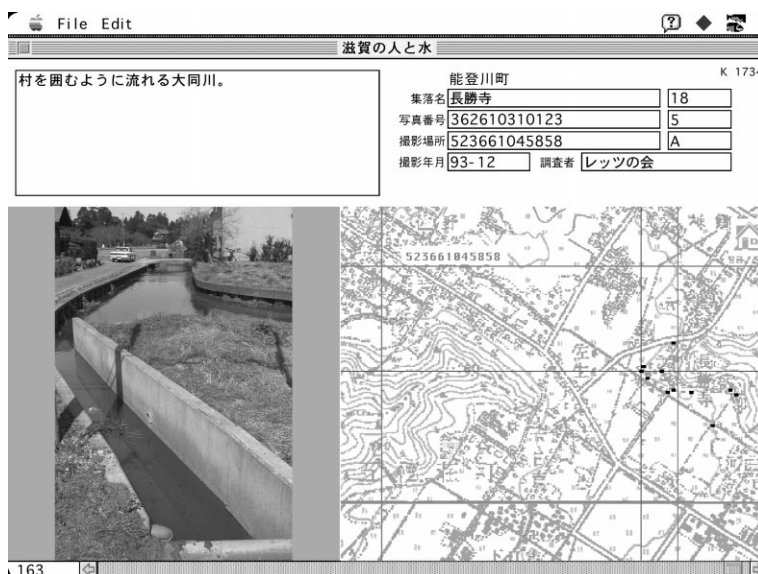 File Edit
滋賀の人と水
村を囲むように流れる大同川。
K 1734
能登川町
集落名 長勝寺 18
写真番号 362610310123 5
撮影場所 523661045858 A
撮影年月 93-12 調査者 レッツの会
523661045858
163